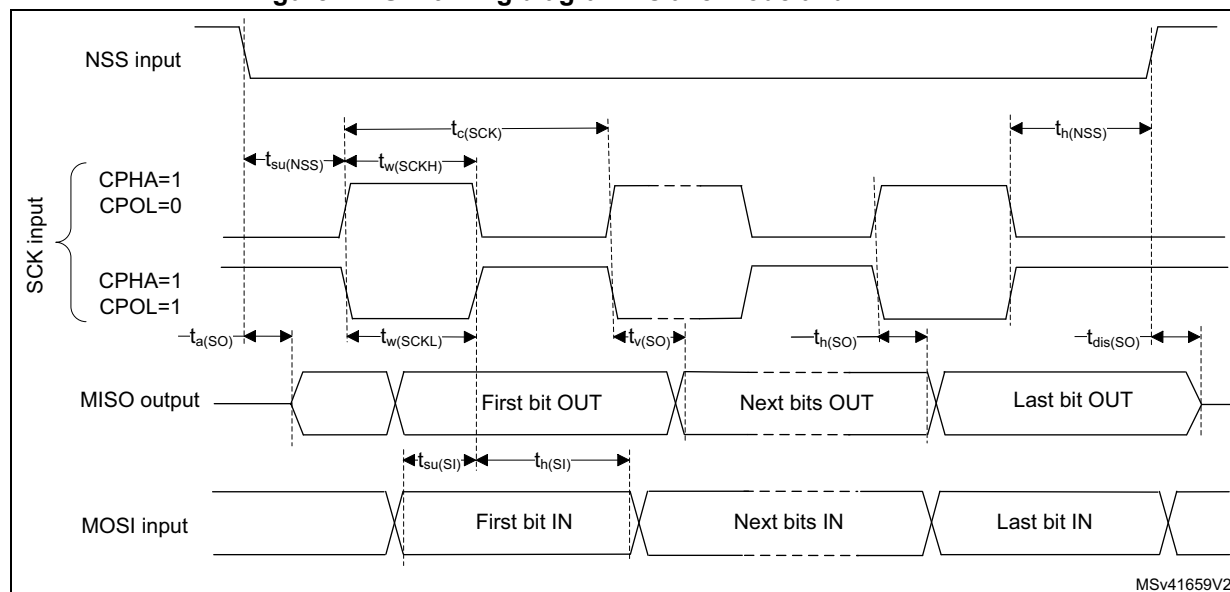 NSS input
tc(SCK)
th(NSS)
tsu(NSS)
tw(SCKH)
SCK input
CPHA=1
CPOL=0
CPHA=1
CPOL=1
ta(SO)
tw(SCKL)
tv(SO)
th(SO)
tdis(SO)
MISO output
First bit OUT
Next bits OUT
Last bit OUT
tsu(SI)
th(SI)
MOSI input
First bit IN
Next bits IN
Last bit IN
MSv41659V2